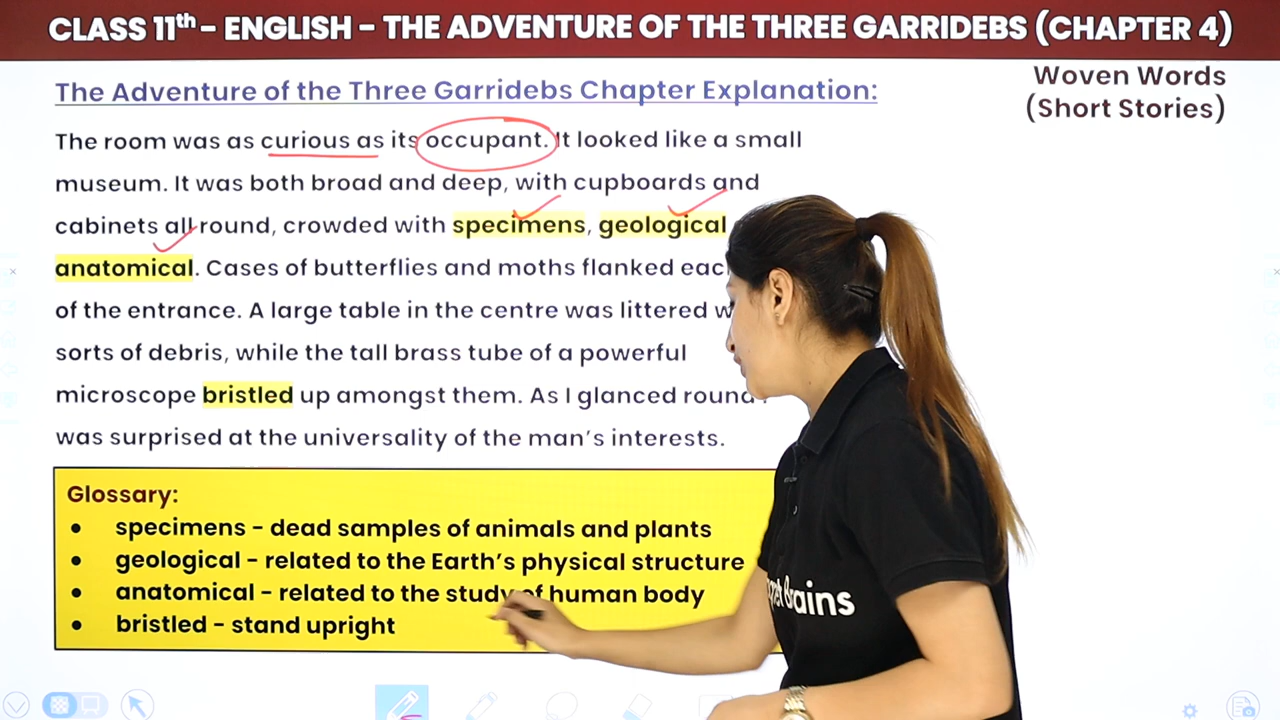 CLASS 11th - ENGLISH - THE ADVENTURE OF THE THREE GARRIDEBS (CHAPTER 4)
Woven Words
(Short Stories)
The Adventure of the Three Garridebs Chapter Explanation:
The room was as curious as its occupant. It looked like a small
museum. It was both broad and deep, with cupboards and
cabinets all round, crowded with specimens, geological
anatomical. Cases of butterflies and moths flanked
of the entrance. A large table in the centre was littered
sorts of debris, while the tall brass tube of a powerful
microscope bristled up amongst them. As I glanced round
was surprised at the universality of the man's interests.
Glossary:
• specimens - dead samples of animals and plants
• geological - related to the Earth's physical structure
• anatomical - related to the study of human body
• bristled - stand upright